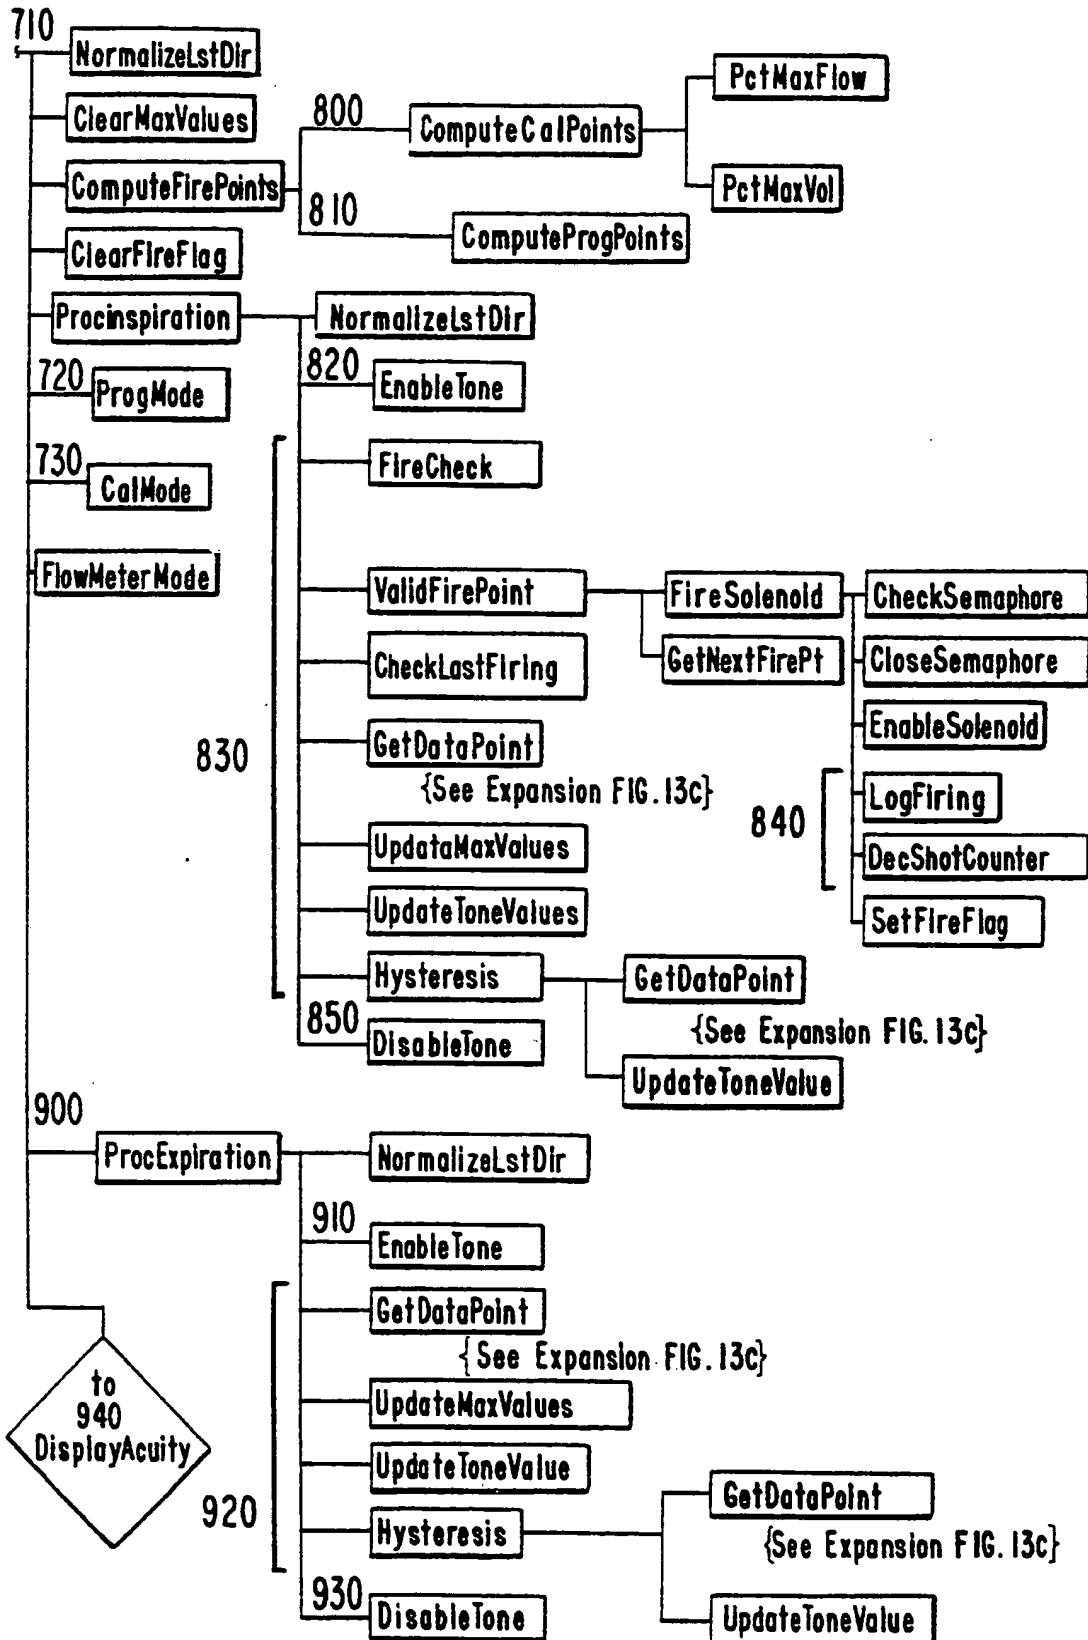 710
NormalizeLstDir
ClearMaxValues
ComputeFirePoints
800
ComputeCalPoints
PctMaxFlow
PctMaxVol
810
ComputeProgPoints
ClearFireFlag
Procinspiration
NormalizeLstDir
820
EnableTone
720
ProgMode
730
CalMode
FlowMeterMode
830
FireCheck
ValidFirePoint
FireSolenoid
CheckSemaphore
GetNextFirePt
CloseSemaphore
CheckLastFiring
EnableSolenoid
GetDataPoint
{See Expansion FIG. 13c}
840
LogFiring
DecShotCounter
SetFireFlag
UpdataMaxValues
UpdateToneValues
Hysteresis
GetDataPoint
{See Expansion FIG. 13c}
UpdateToneValue
850
DisableTone
900
ProcExpiration
NormalizeLstDir
910
EnableTone
920
GetDataPoint
{See Expansion FIG. 13c}
UpdateMaxValues
UpdateToneValue
Hysteresis
GetDataPoint
{See Expansion FIG. 13c}
UpdateToneValue
930
DisableTone
to
940
DisplayAcuity